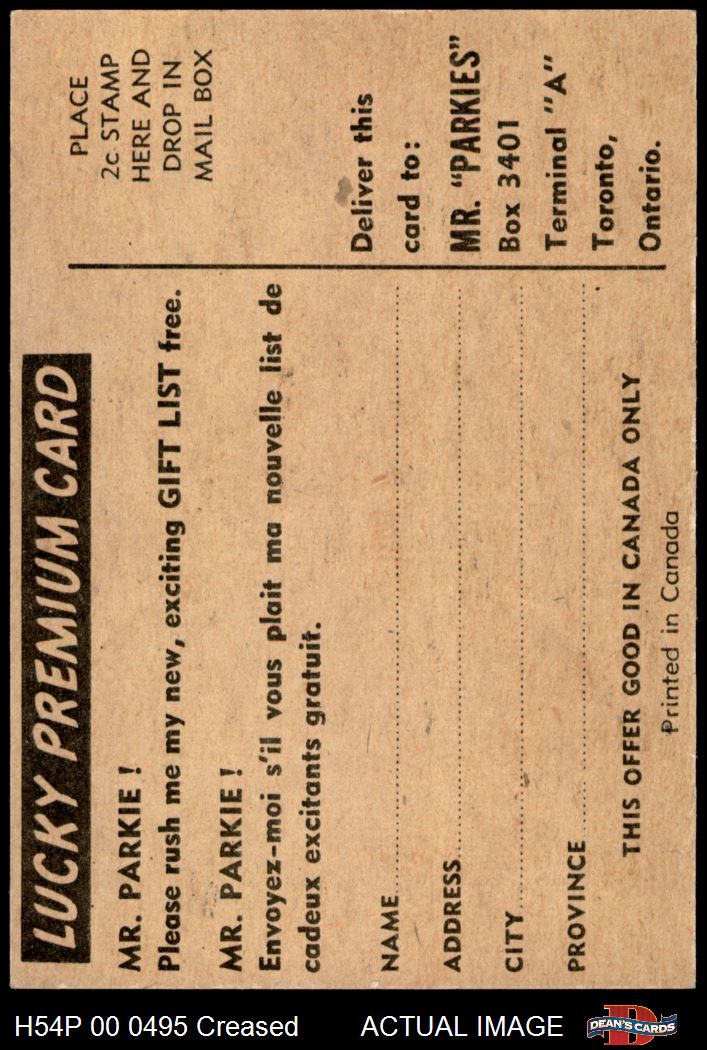 LUCKY PREMIUM CARD
MR. PARKIE!
Please rush me my new, exciting GIFT LIST free.
MR. PARKIE!
Envoyez-moi s'il vous plait ma nouvelle list de
cadeux excitants gratuit.
NAME
ADDRESS
CITY
PROVINCE
THIS OFFER GOOD IN CANADA ONLY
Printed in Canada
PLACE
2c STAMP
HERE AND
DROP IN
MAIL BOX
Deliver this
card to:
MR. "PARKIES"
Box 3401
Terminal "A"
Toronto,
Ontario.
H54P 00 0495 Creased
ACTUAL IMAGE
D
DEAN'S CARDS